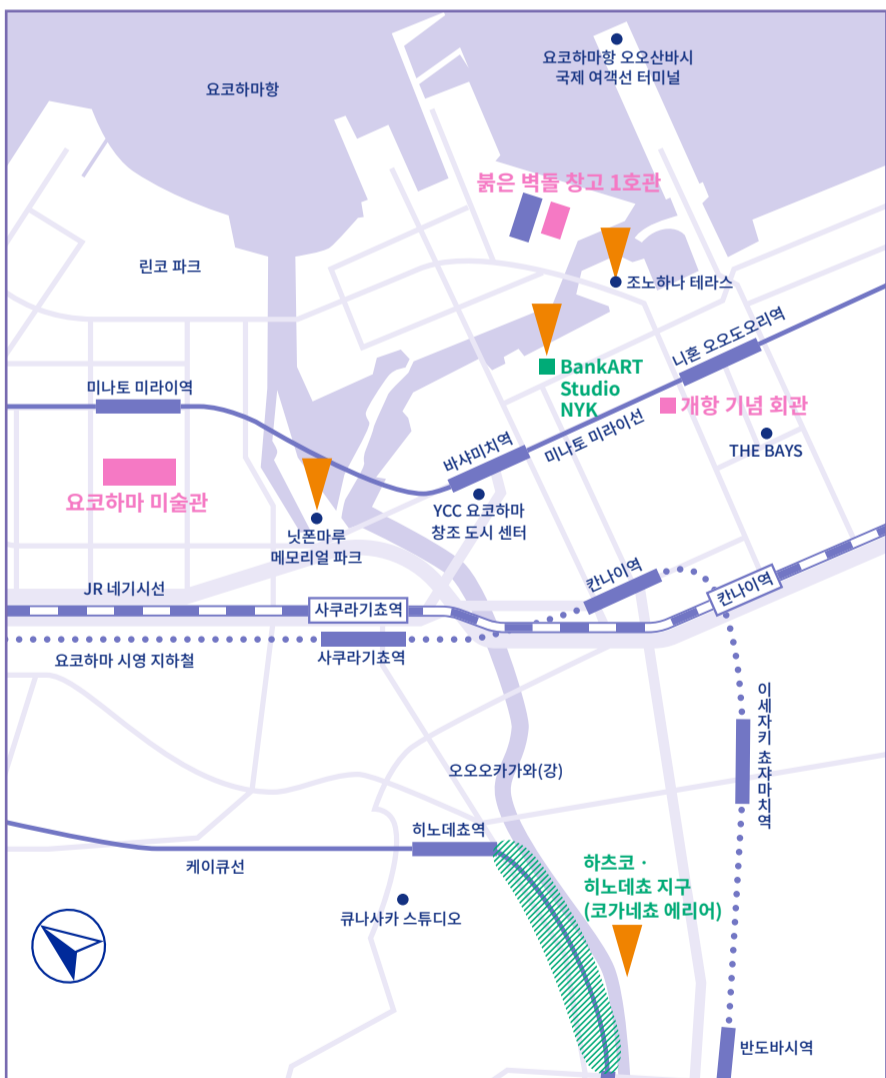 요코하마항 오오산바시
국제 여객선 터미널
요코하마항
붉은 벽돌 창고 1호관
린코 파크
조노하나 테라스
니혼 오오도오리역
BankART
Studio
NYK
미나토 미라이역
개항 기념 회관
미나토 미라이선
바샤미치역
THE BAYS
요코하마 미술관
YCC 요코하마
창조 도시 센터
닛폰마루
메모리얼 파크
칸나이역
칸나이역
JR 네기시선
사쿠라기쵸역
사쿠라기쵸역
요코하마 시영 지하철
이세자키 쵸쟈마치역
오오오카가와(강)
히노데쵸역
케이큐선
하츠코 ·
히노데쵸 지구
(코가네쵸 에리어)
큐나사카 스튜디오
반도바시역